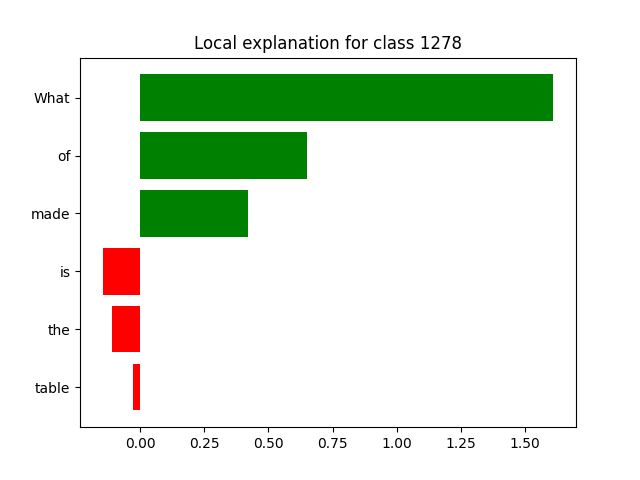 Local explanation for class 1278
What
of
made
is
the
table
0.00 0.25 0.50 0.75 1.00 1.25 1.50